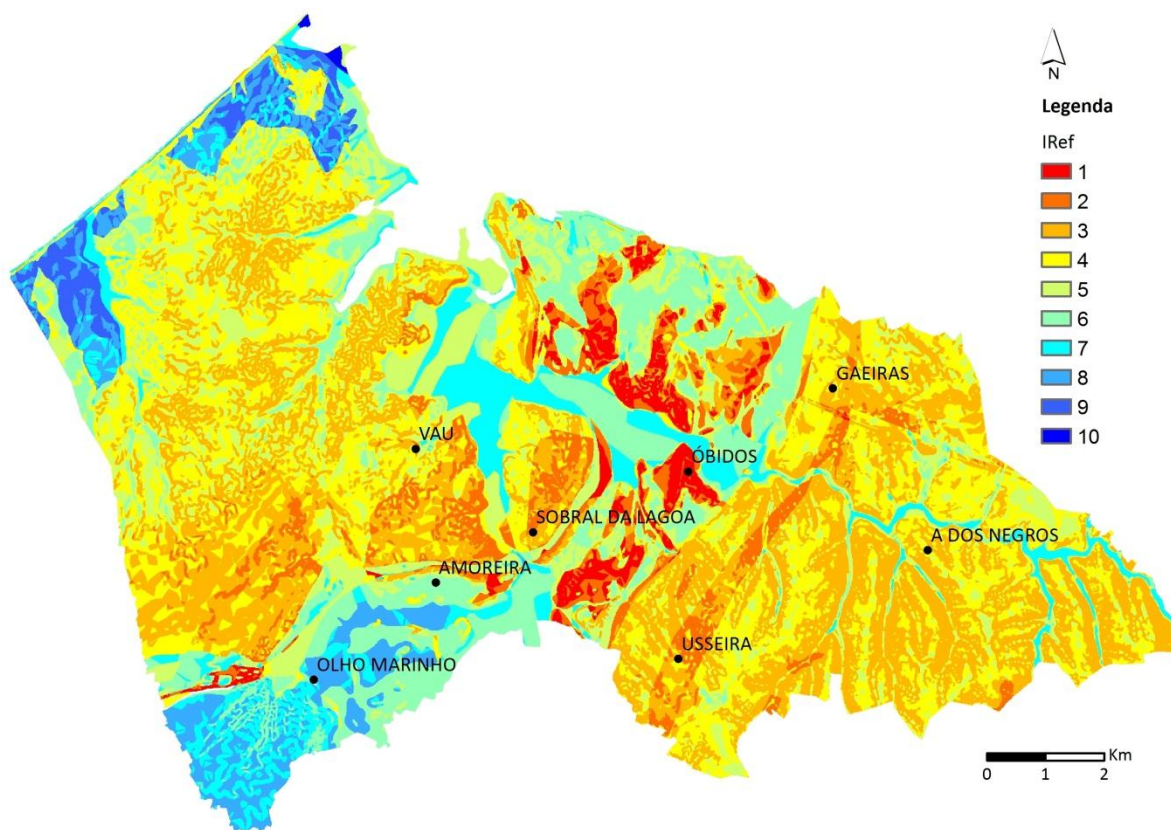 N
Legenda
IRef
1
2
3
4
5
6
7
8
9
10
GAEIRAS
VAU
ÓBIDOS
SOBRAL DA LAGOA
A DOS NEGROS
AMOREIRA
USSEIRA
OLHO MARINHO
Km
0 1 2